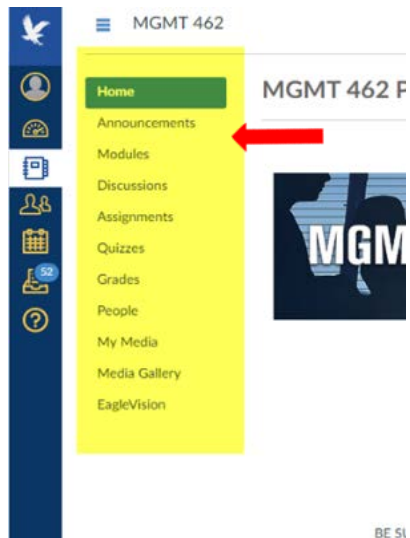 MGMT 462
Home
MGMT 462 P
Announcements
Modules
Discussions
Assignments
MGM
Quizzes
52
Grades
People
My Media
Media Gallery
EagleVision
BE SU